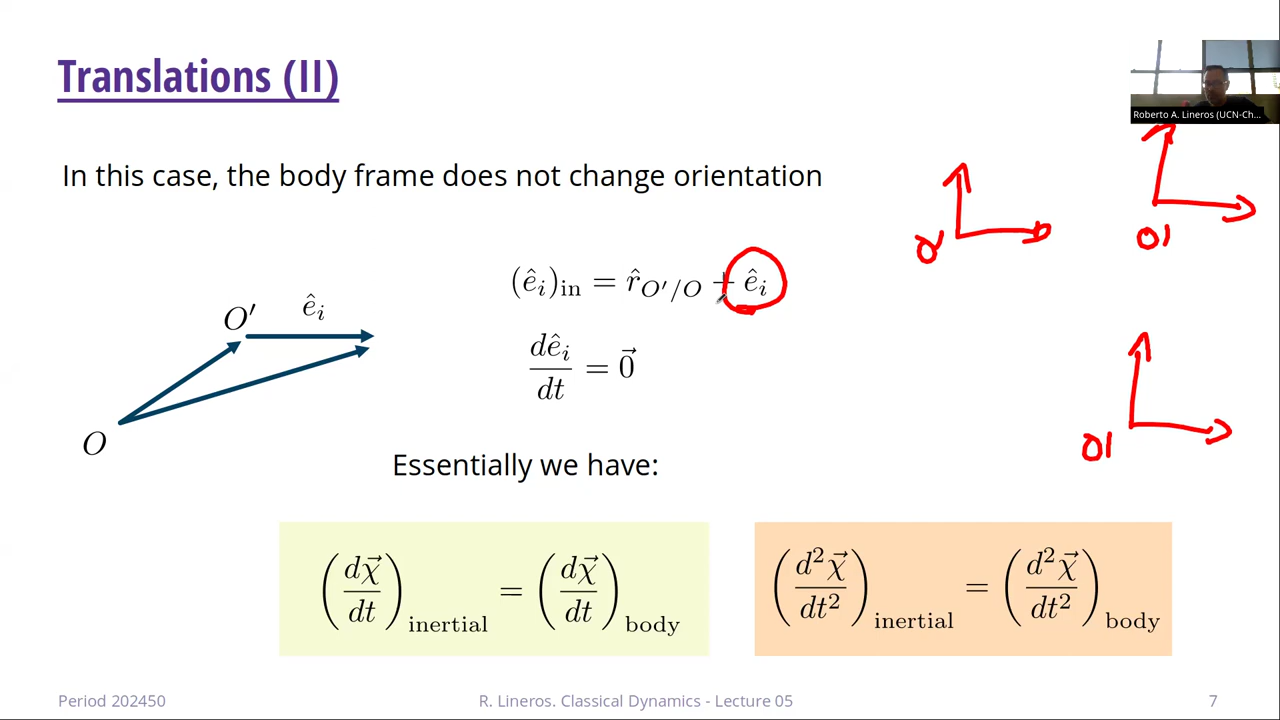 Translations (II)
Roberto A. Lineros (UCN-Ch...
In this case, the body frame does not change orientation
O'
O'
(ê_i)_in = r̂_{O'/O} + ê_i
O' ê_i
dê_i/dt = 0⃗
O
O'
Essentially we have:
(dχ⃗/dt)_inertial = (dχ⃗/dt)_body
(d²χ⃗/dt²)_inertial = (d²χ⃗/dt²)_body
Period 202450
R. Lineros. Classical Dynamics - Lecture 05
7